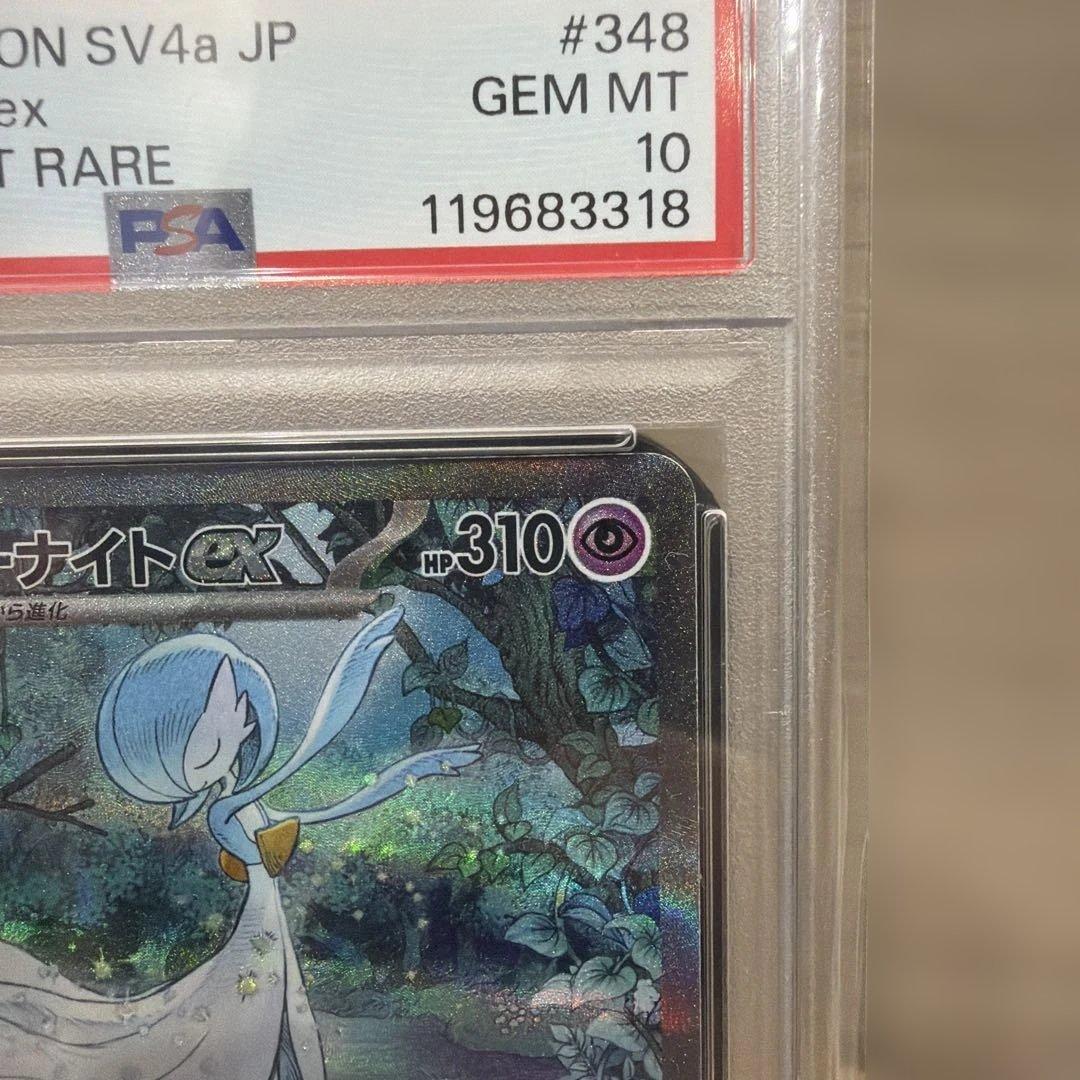 ON SV4a JP #348
ex GEM MT
T RARE 10
PSA 119683318
ーナイトex HP310
から進化